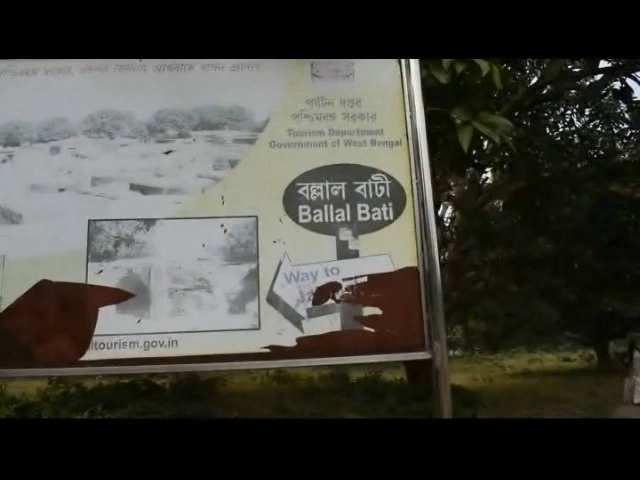 পর্যটন দপ্তর
পশ্চিমবঙ্গ সরকার
Tourism Department
Government of West Bengal
বল্লাল বাটী
Ballal Bati
Way to
ltourism.gov.in